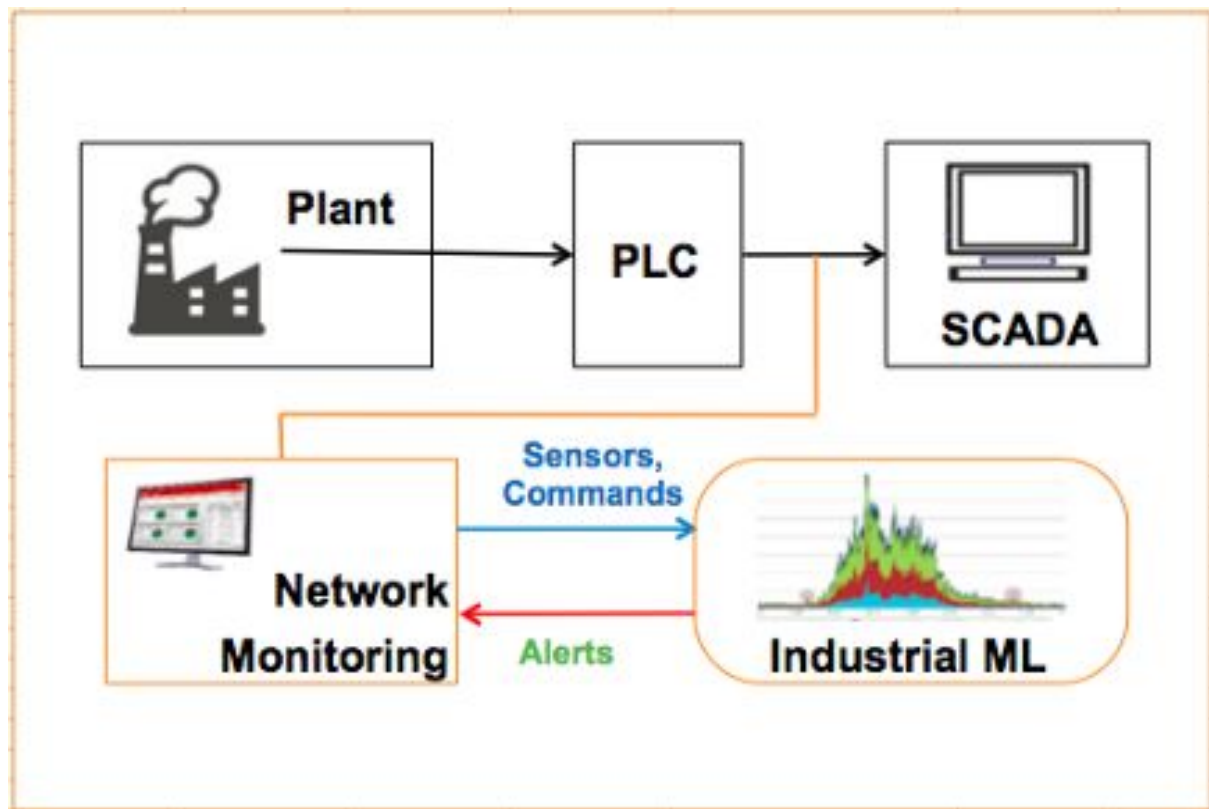 Plant
PLC
SCADA
Sensors,
Commands
Network
Monitoring
Alerts
Industrial ML